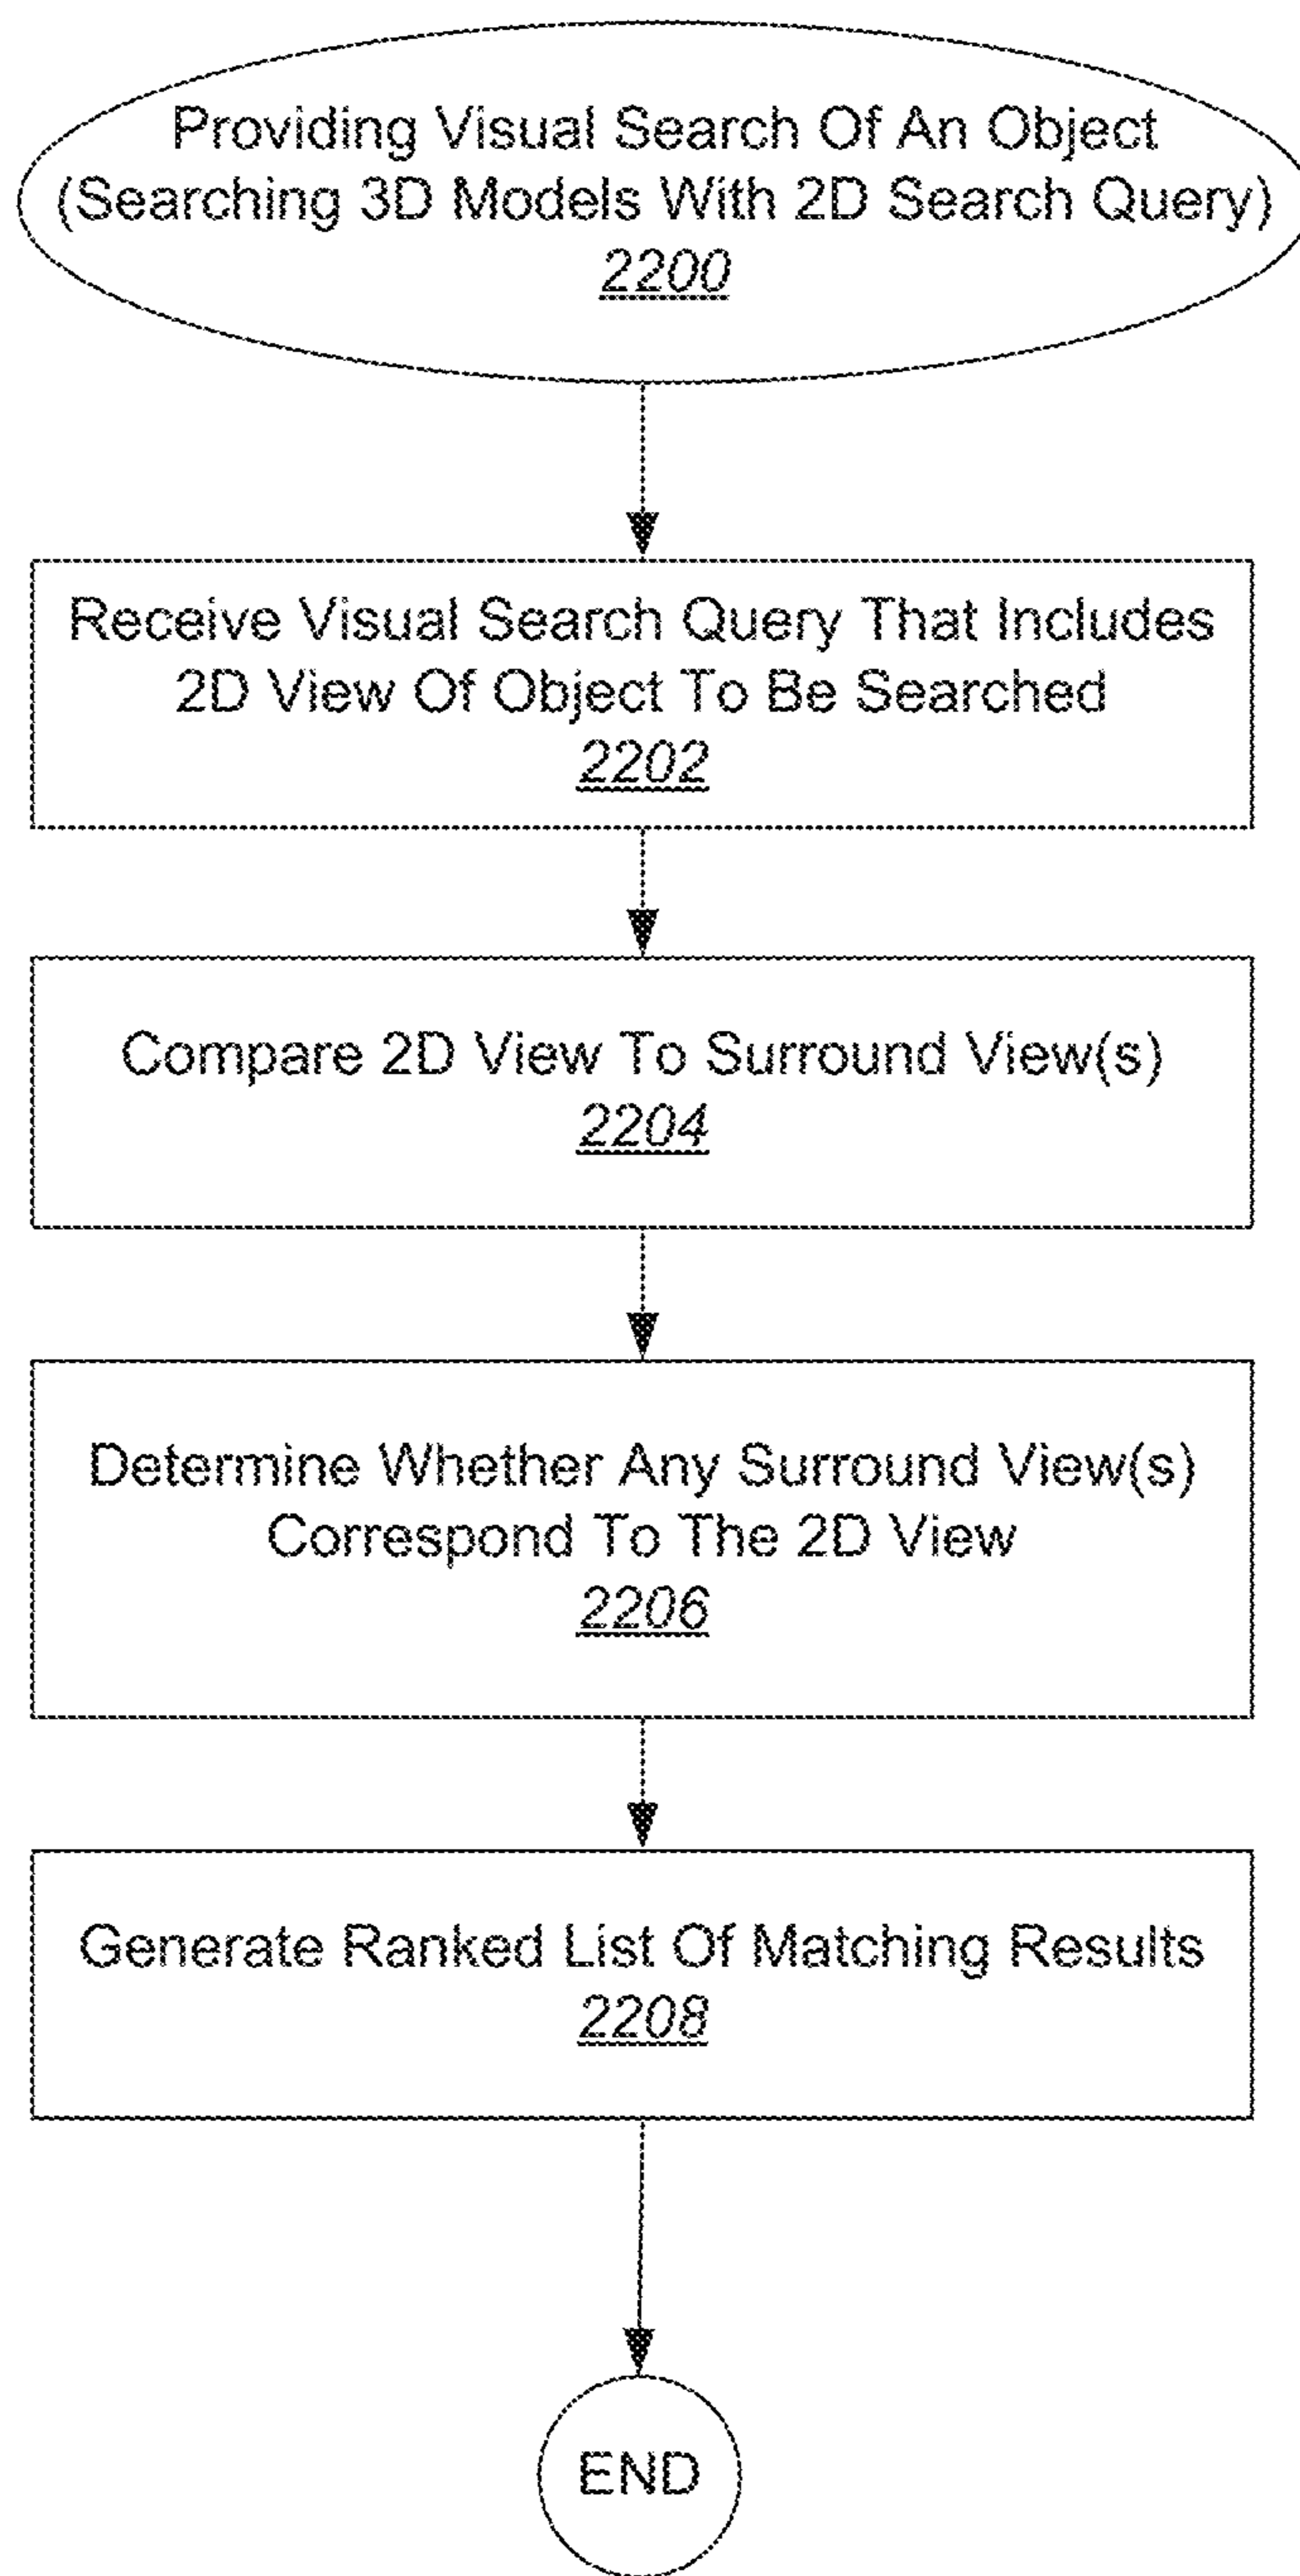 Providing Visual Search Of An Object
(Searching 3D Models With 2D Search Query)
2200
Receive Visual Search Query That Includes
2D View Of Object To Be Searched
2202
Compare 2D View To Surround View(s)
2204
Determine Whether Any Surround View(s)
Correspond To The 2D View
2206
Generate Ranked List Of Matching Results
2208
END